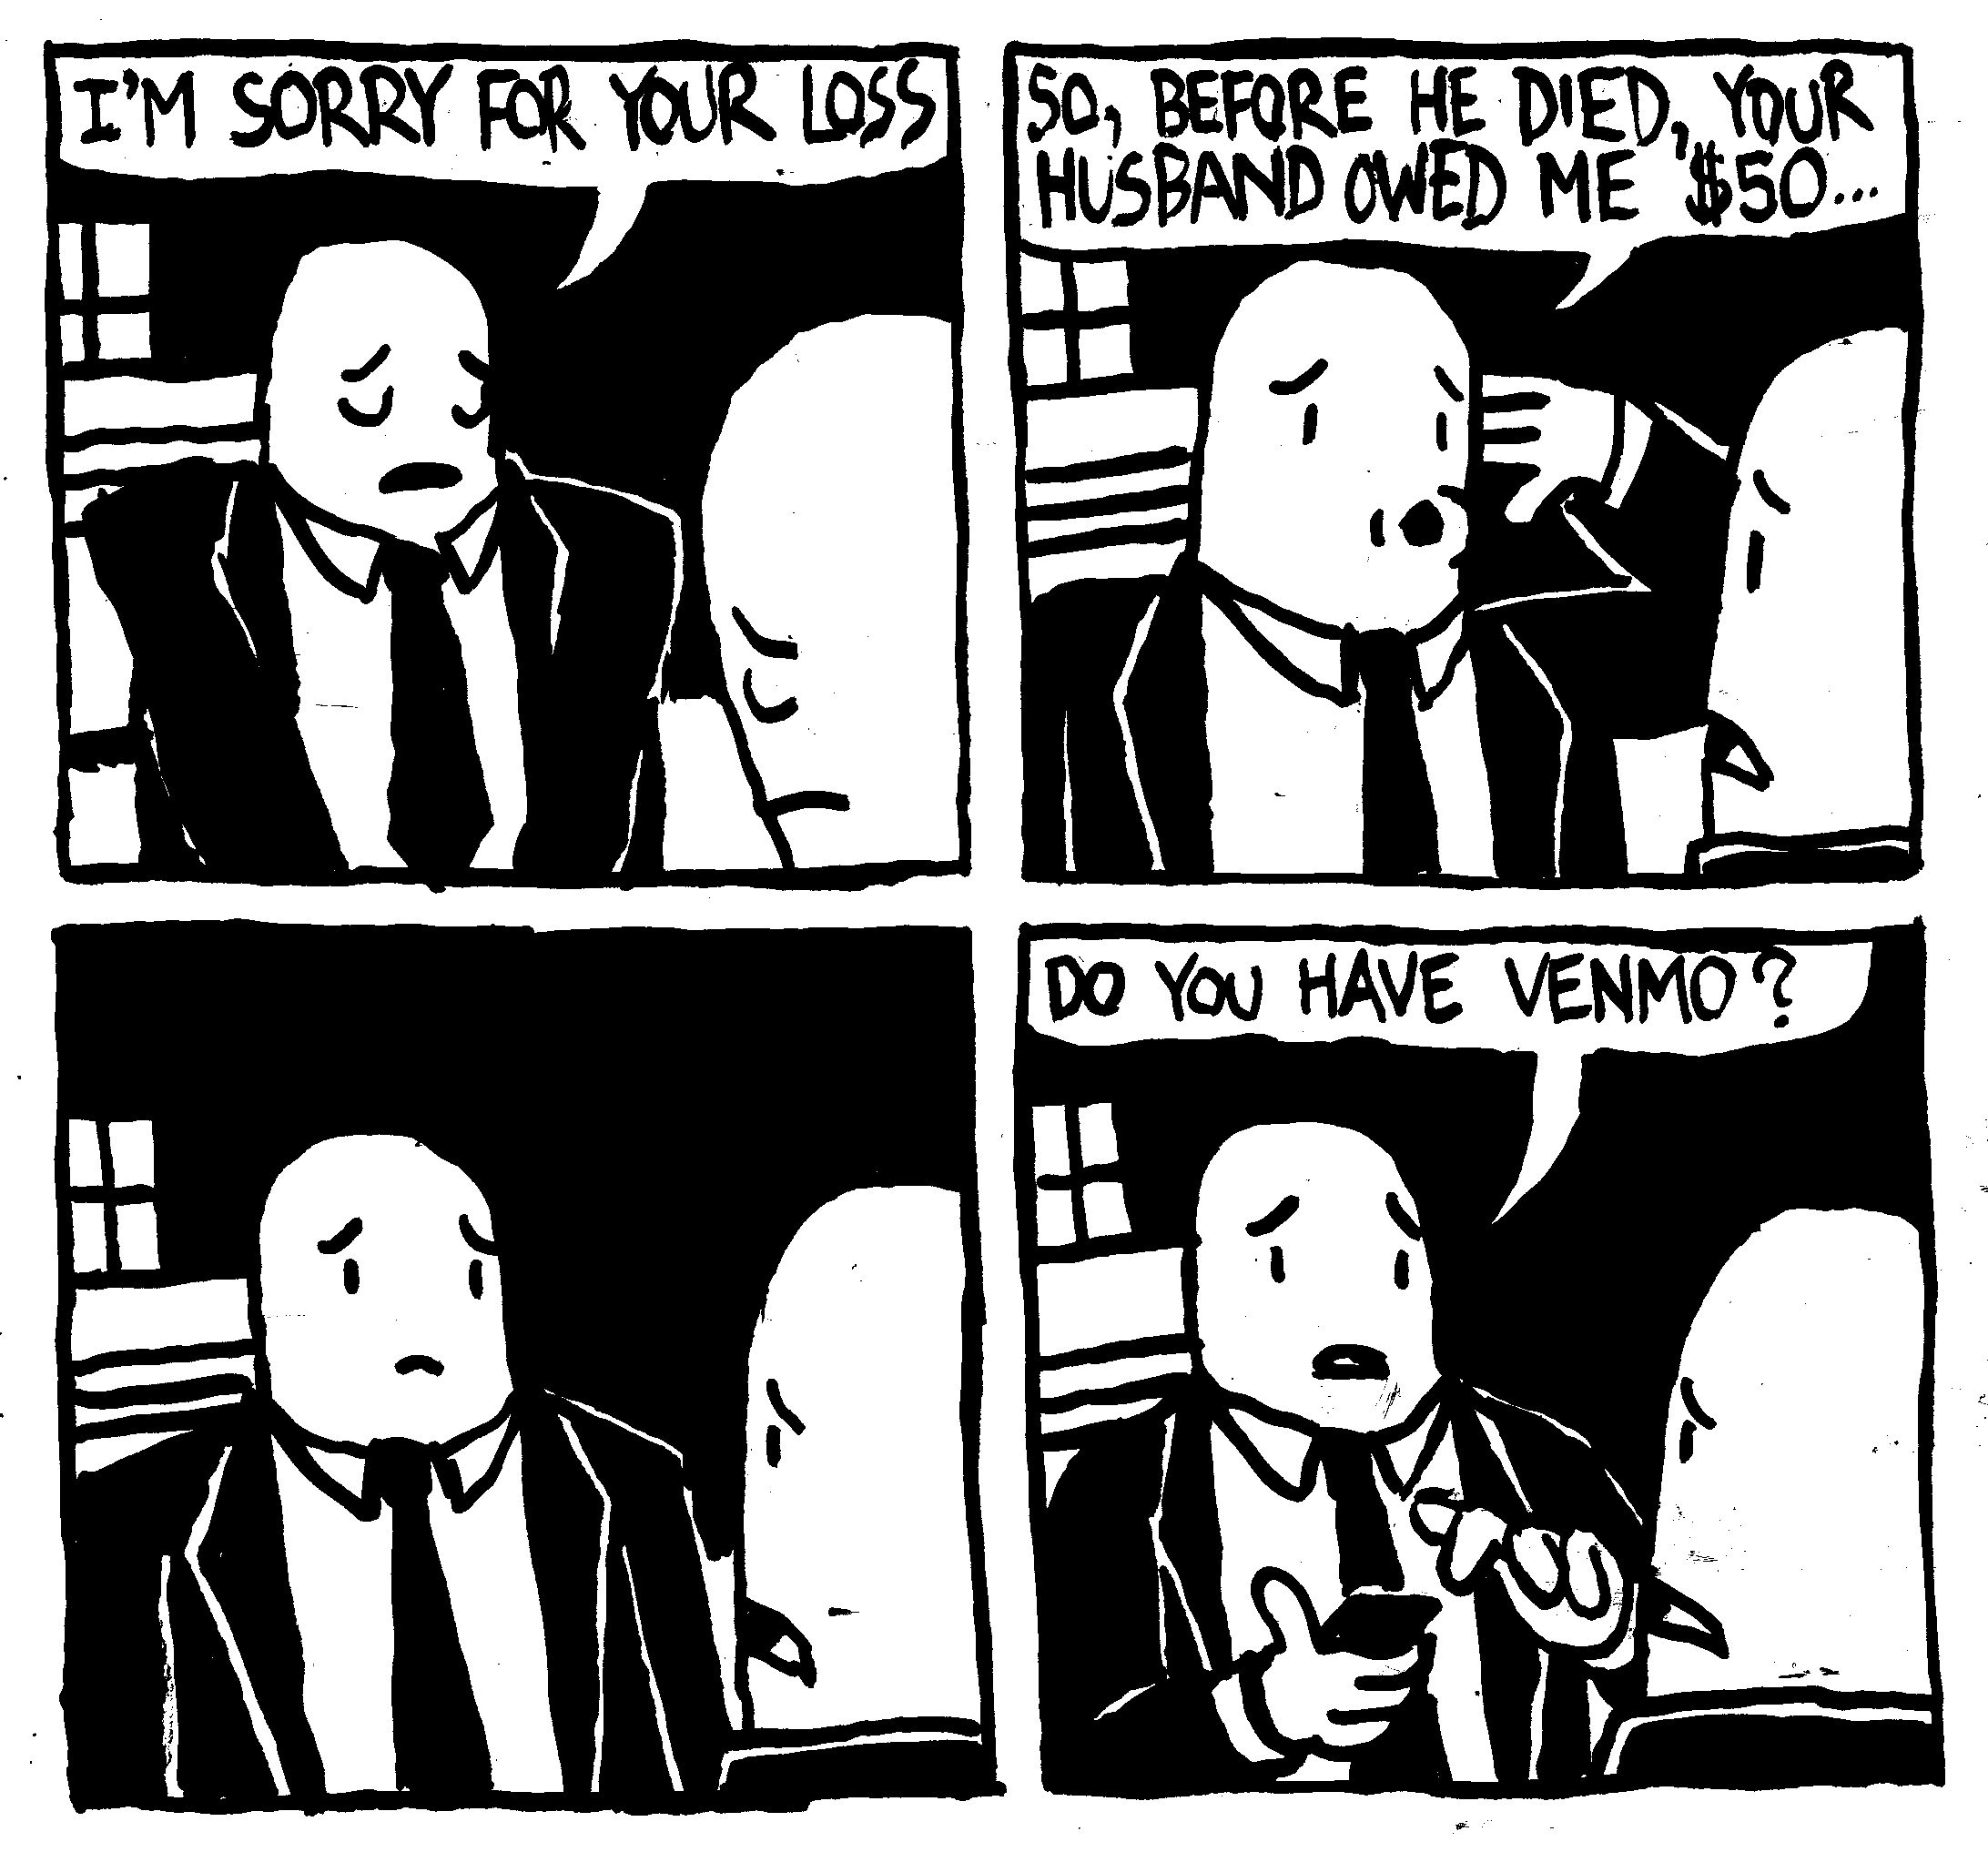 I'M SORRY FOR YOUR LOSS
SO, BEFORE HE DIED, YOUR
HUSBAND OWED ME $50...
DO YOU HAVE VENMO?